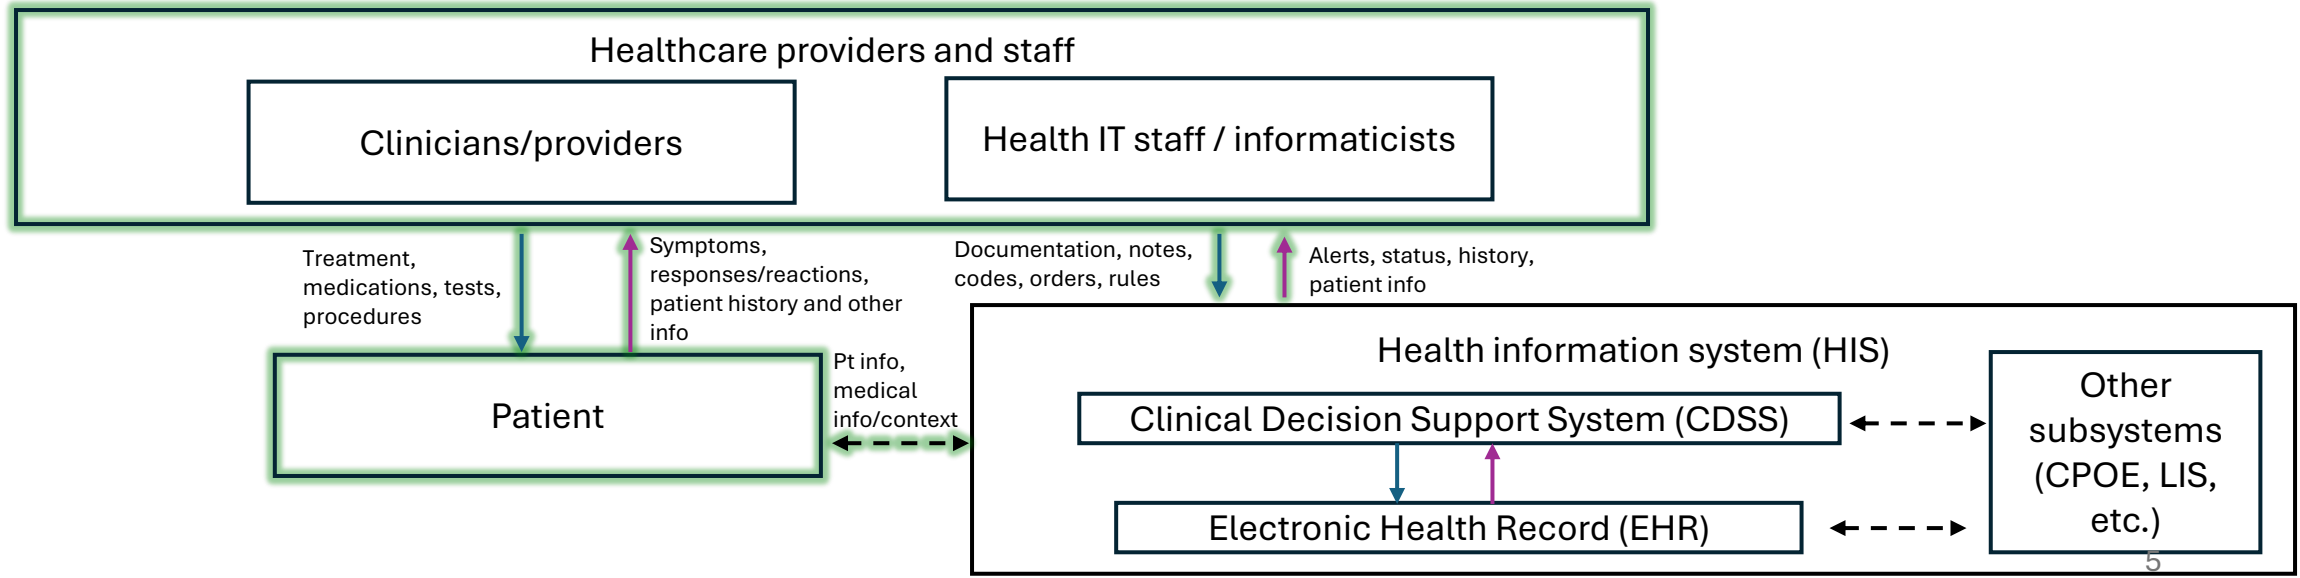 Healthcare providers and staff
Clinicians/providers
Health IT staff / informaticists
Treatment,
medications, tests,
procedures
Symptoms,
responses/reactions,
patient history and other
info
Documentation, notes,
codes, orders, rules
Alerts, status, history,
patient info
Patient
Pt info,
medical
info/context
Health information system (HIS)
Clinical Decision Support System (CDSS)
Electronic Health Record (EHR)
Other
subsystems
(CPOE, LIS,
etc.)
5